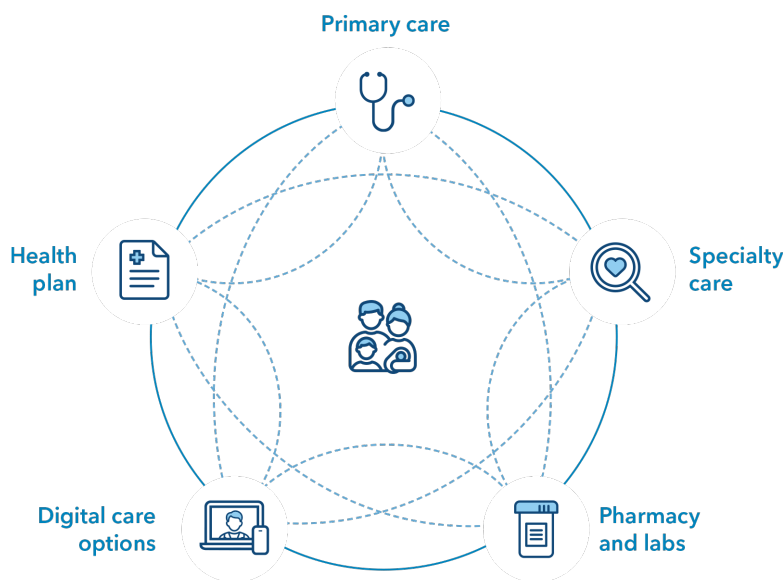 Primary care
Health
plan
Specialty
care
Digital care
options
Pharmacy
and labs